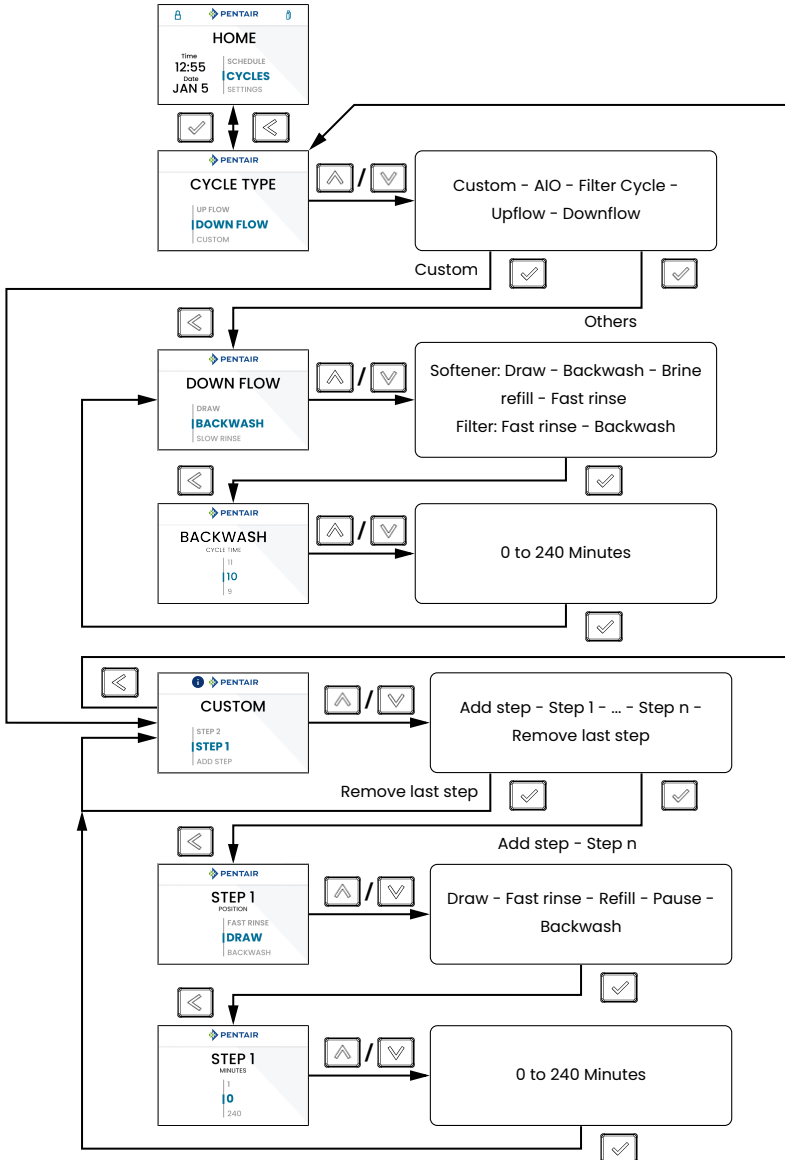 PENTAIR
HOME
Time
12:55
Date
JAN 5
SCHEDULE
CYCLES
SETTINGS
PENTAIR
CYCLE TYPE
UP FLOW
DOWN FLOW
CUSTOM
/
Custom - AIO - Filter Cycle -
Upflow - Downflow
Custom
Others
PENTAIR
DOWN FLOW
DRAW
BACKWASH
SLOW RINSE
/
Softener: Draw - Backwash - Brine
refill - Fast rinse
Filter: Fast rinse - Backwash
PENTAIR
BACKWASH
CYCLE TIME
11
10
9
/
0 to 240 Minutes
i PENTAIR
CUSTOM
STEP 2
STEP 1
ADD STEP
/
Add step - Step 1 - ... - Step n -
Remove last step
Remove last step
Add step - Step n
PENTAIR
STEP 1
POSITION
FAST RINSE
DRAW
BACKWASH
/
Draw - Fast rinse - Refill - Pause -
Backwash
PENTAIR
STEP 1
MINUTES
1
0
240
/
0 to 240 Minutes